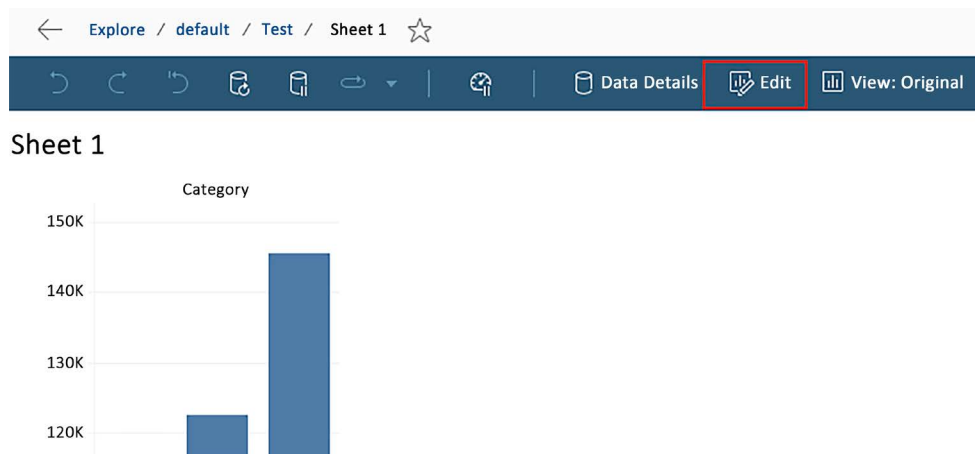 Explore / default / Test / Sheet 1
Data Details Edit View: Original
Sheet 1
Category
150K
140K
130K
120K